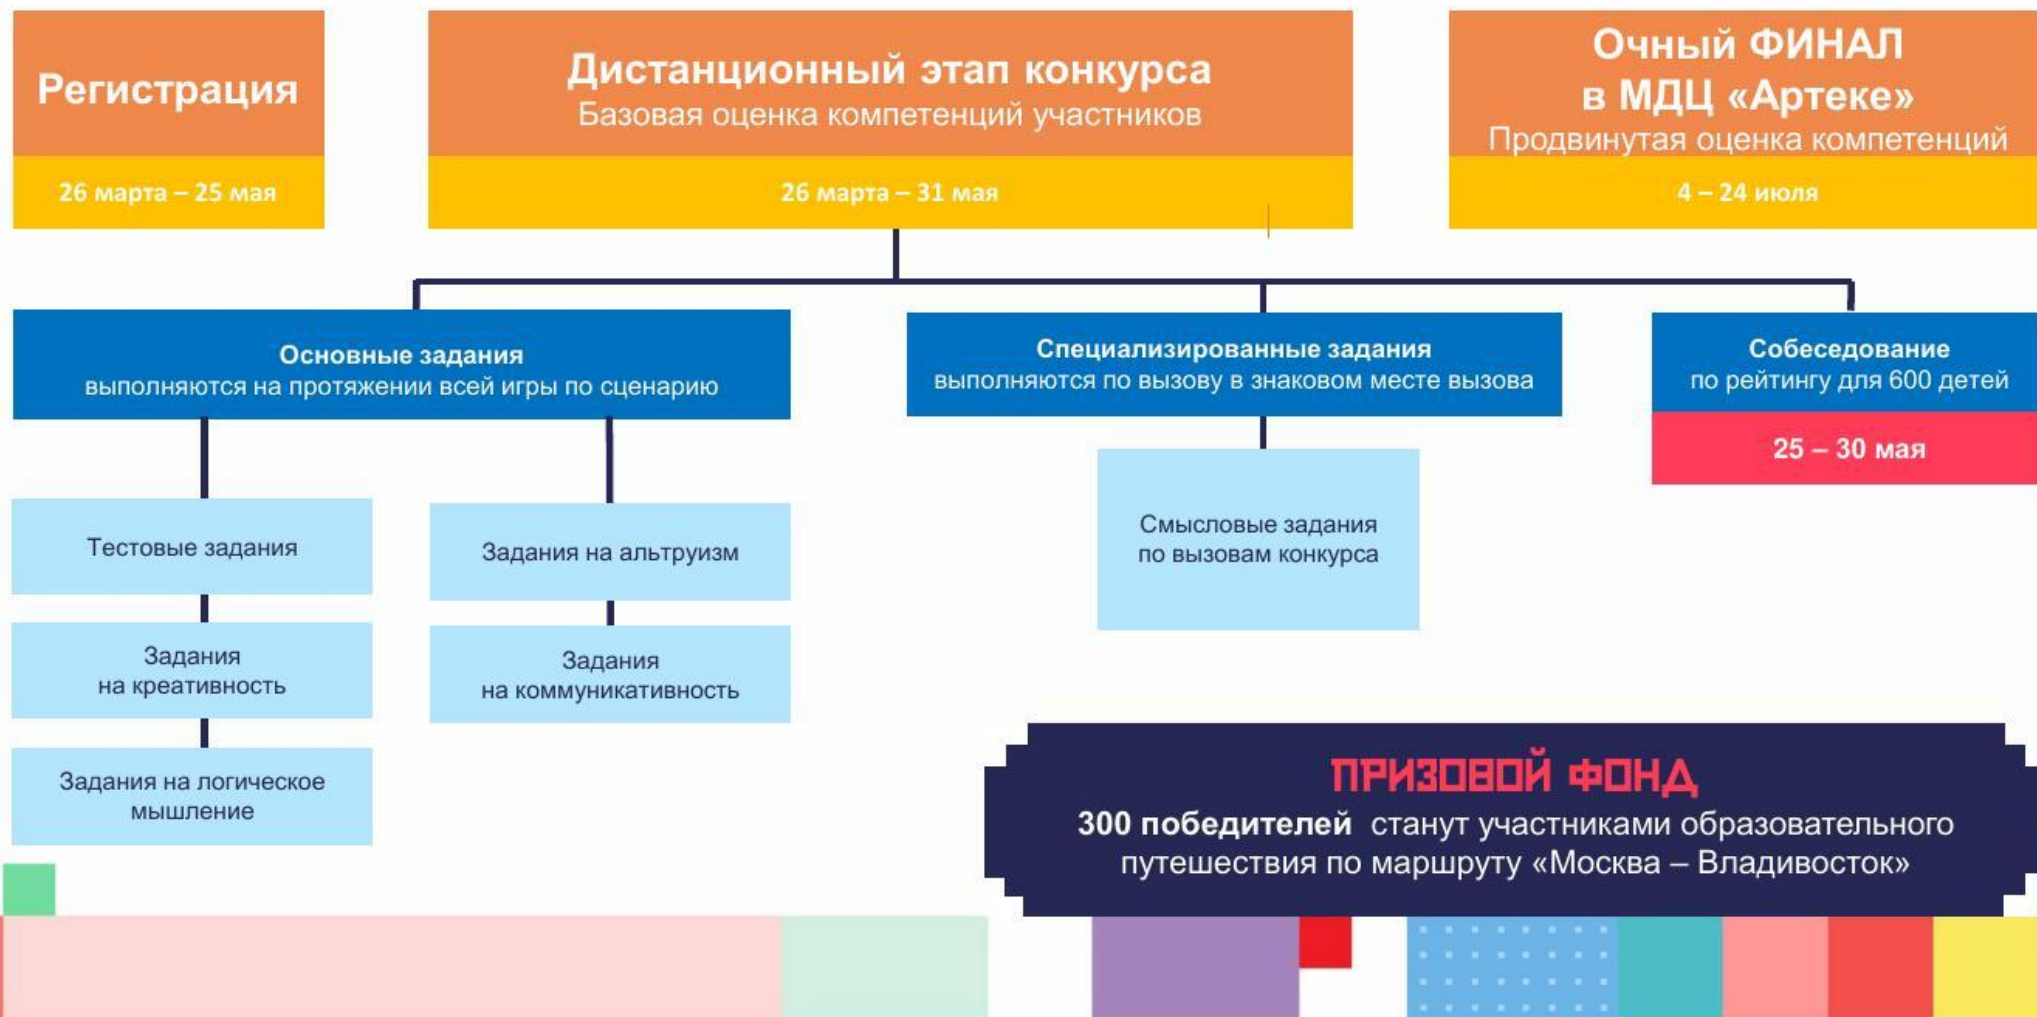 Регистрация
26 марта – 25 мая
Дистанционный этап конкурса
Базовая оценка компетенций участников
26 марта – 31 мая
Очный ФИНАЛ
в МДЦ «Артеке»
Продвинутая оценка компетенций
4 – 24 июля
Основные задания
выполняются на протяжении всей игры по сценарию
Тестовые задания
Задания
на креативность
Задания на логическое
мышление
Задания на альтруизм
Задания
на коммуникативность
Специализированные задания
выполняются по вызову в знаковом месте вызова
Смысловые задания
по вызовам конкурса
Собеседование
по рейтингу для 600 детей
25 – 30 мая
ПРИЗОВОЙ ФОНД
300 победителей станут участниками образовательного
путешествия по маршруту «Москва – Владивосток»